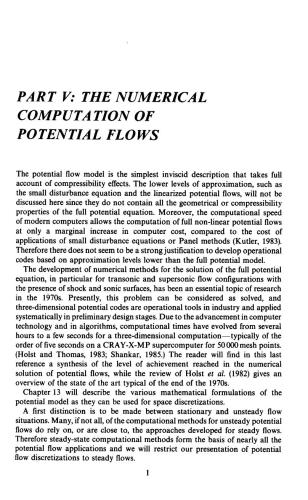 PART V: THE NUMERICAL
COMPUTATION OF
POTENTIAL FLOWS
The potential flow model is the simplest inviscid description that takes full
account of compressibility effects. The lower levels of approximation, such as
the small disturbance equation and the linearized potential flows, will not be
discussed here since they do not contain all the geometrical or compressibility
properties of the full potential equation. Moreover, the computational speed
of modern computers allows the computation of full non-linear potential flows
at only a marginal increase in computer cost, compared to the cost of
applications of small disturbance equations or Panel methods (Kutler, 1983).
Therefore there does not seem to be a strong justification to develop operational
codes based on approximation levels lower than the full potential model.
The development of numerical methods for the solution of the full potential
equation, in particular for transonic and supersonic flow configurations with
the presence of shock and sonic surfaces, has been an essential topic of research
in the 1970s. Presently, this problem can be considered as solved, and
three-dimensional potential codes are operational tools in industry and applied
systematically in preliminary design stages. Due to the advancement in computer
technology and in algorithms, computational times have evolved from several
hours to a few seconds for a three-dimensional computation—typically of the
order of five seconds on a CRAY-X-MP supercomputer for 50 000 mesh points.
(Holst and Thomas, 1983; Shankar, 1985.) The reader will find in this last
reference a synthesis of the level of achievement reached in the numerical
solution of potential flows, while the review of Holst et al. (1982) gives an
overview of the state of the art typical of the end of the 1970s.
Chapter 13 will describe the various mathematical formulations of the
potential model as they can be used for space discretizations.
A first distinction is to be made between stationary and unsteady flow
situations. Many, if not all, of the computational methods for unsteady potential
flows do rely on, or are close to, the approaches developed for steady flows.
Therefore steady-state computational methods form the basis of nearly all the
potential flow applications and we will restrict our presentation of potential
flow discretizations to steady flows.
1